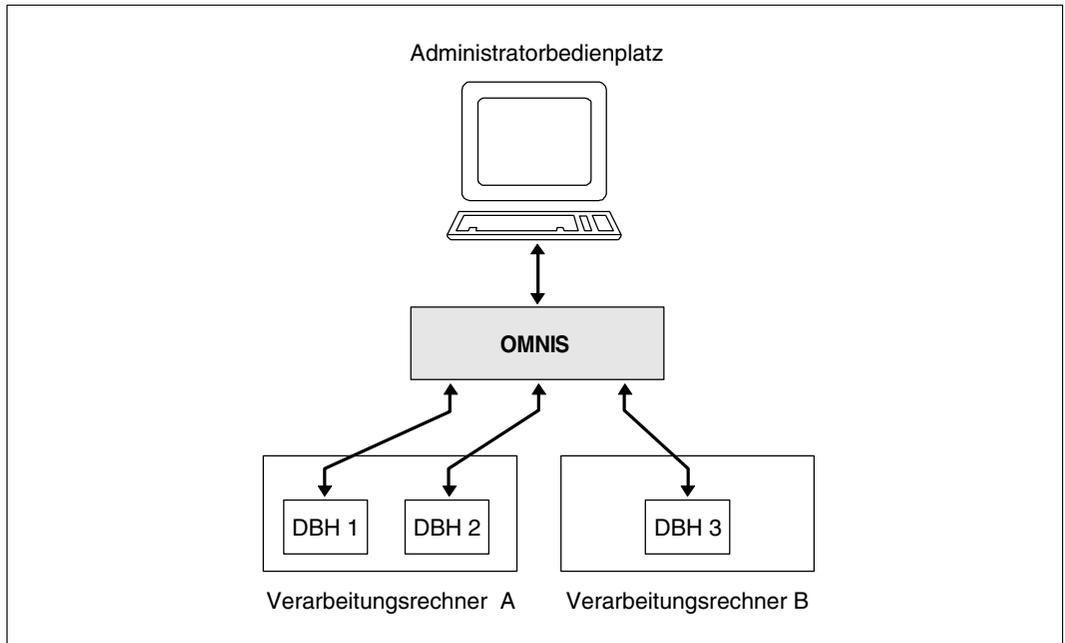 Administratorbedienplatz
OMNIS
DBH 1
DBH 2
DBH 3
Verarbeitungsrechner A
Verarbeitungsrechner B